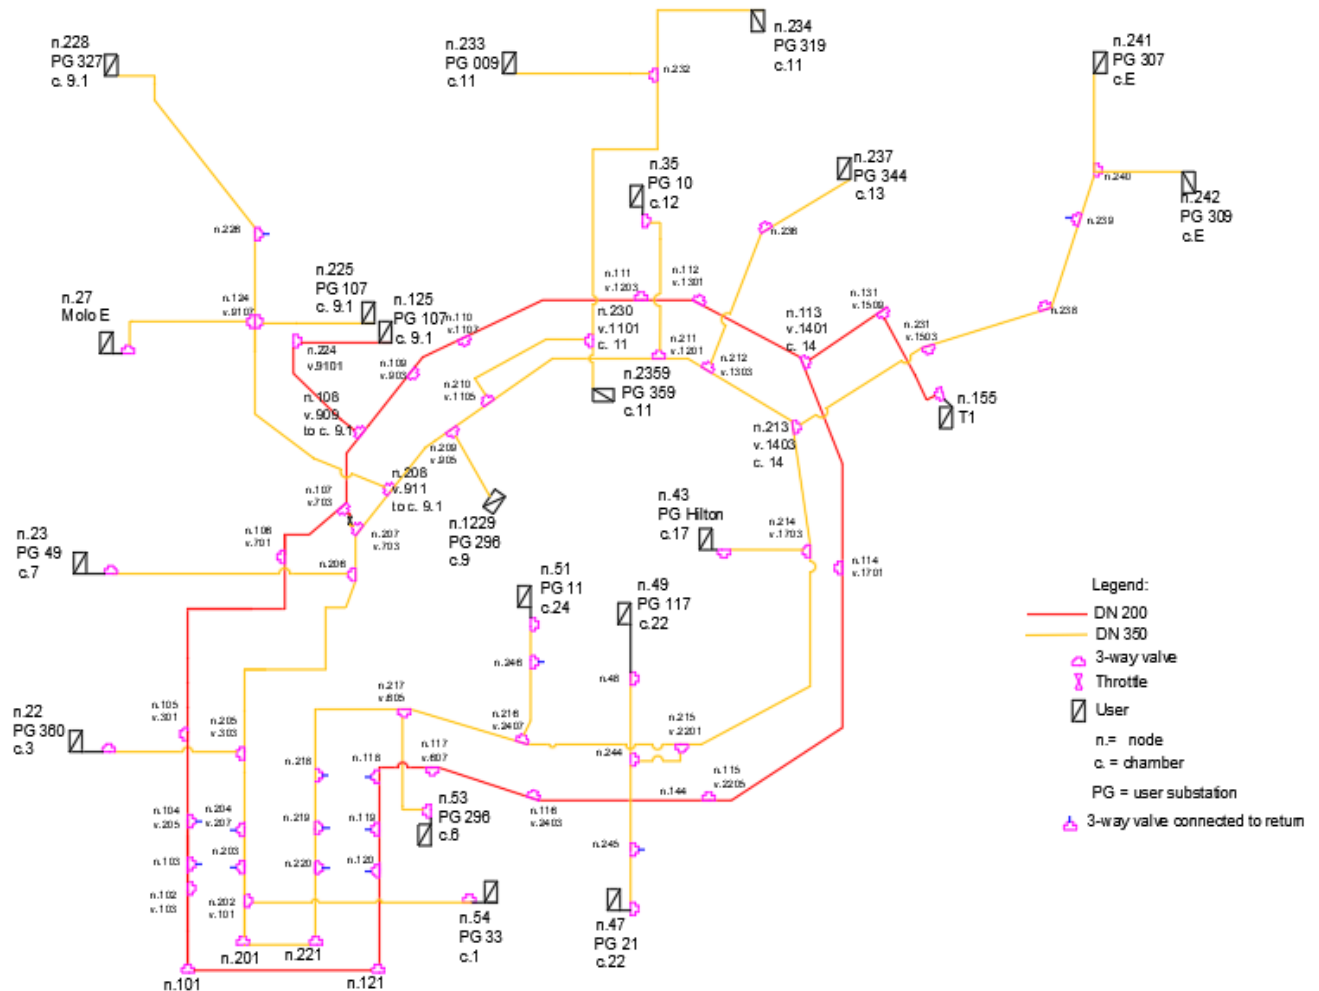 n.228
PG 327
c. 9.1
n.233
PG 009
c.11
n.232
n.234
PG 319
c.11
n.241
PG 307
c.E
n.240
n.242
PG 309
c.E
n.239
n.238
n.35
PG 10
c.12
n.237
PG 344
c.13
n.236
n.226
n.225
PG 107
c. 9.1
n.125
PG 107
c. 9.1
n.27
Molo E
n.124
v.9107
n.224
v.9101
n.111
v.1203
n.112
v.1301
n.110
v.1107
n.109
v.903
n.230
v.1101
c. 11
n.211
v.1201
n.212
v.1303
n.113
v.1401
c. 14
n.131
v.1509
n.231
v.1503
n.155
T1
n.210
v.1105
n.2359
PG 359
c.11
n.108
v.909
to c. 9.1
n.213
v.1403
c. 14
n.209
v.905
n.208
v.911
to c. 9.1
n.107
v.703
n.207
v.703
n.1229
PG 296
c.9
n.43
PG Hilton
c.17
n.214
v.1703
n.114
v.1701
n.23
PG 49
c.7
n.106
v.701
n.206
n.51
PG 11
c.24
n.49
PG 117
c.22
n.246
n.48
Legend:
DN 200
DN 350
3-way valve
Throttle
User
n.= node
c. = chamber
PG = user substation
3-way valve connected to return
n.22
PG 380
c.3
n.105
v.301
n.205
v.303
n.217
v.605
n.216
v.2407
n.215
v.2201
n.244
n.218
n.118
n.117
v.607
n.116
v.2403
n.144
n.115
v.2205
n.53
PG 296
c.6
n.104
v.205
n.204
v.207
n.219
n.119
n.103
n.203
n.220
n.120
n.245
n.102
v.103
n.202
v.101
n.54
PG 33
c.1
n.47
PG 21
c.22
n.201
n.221
n.101
n.121